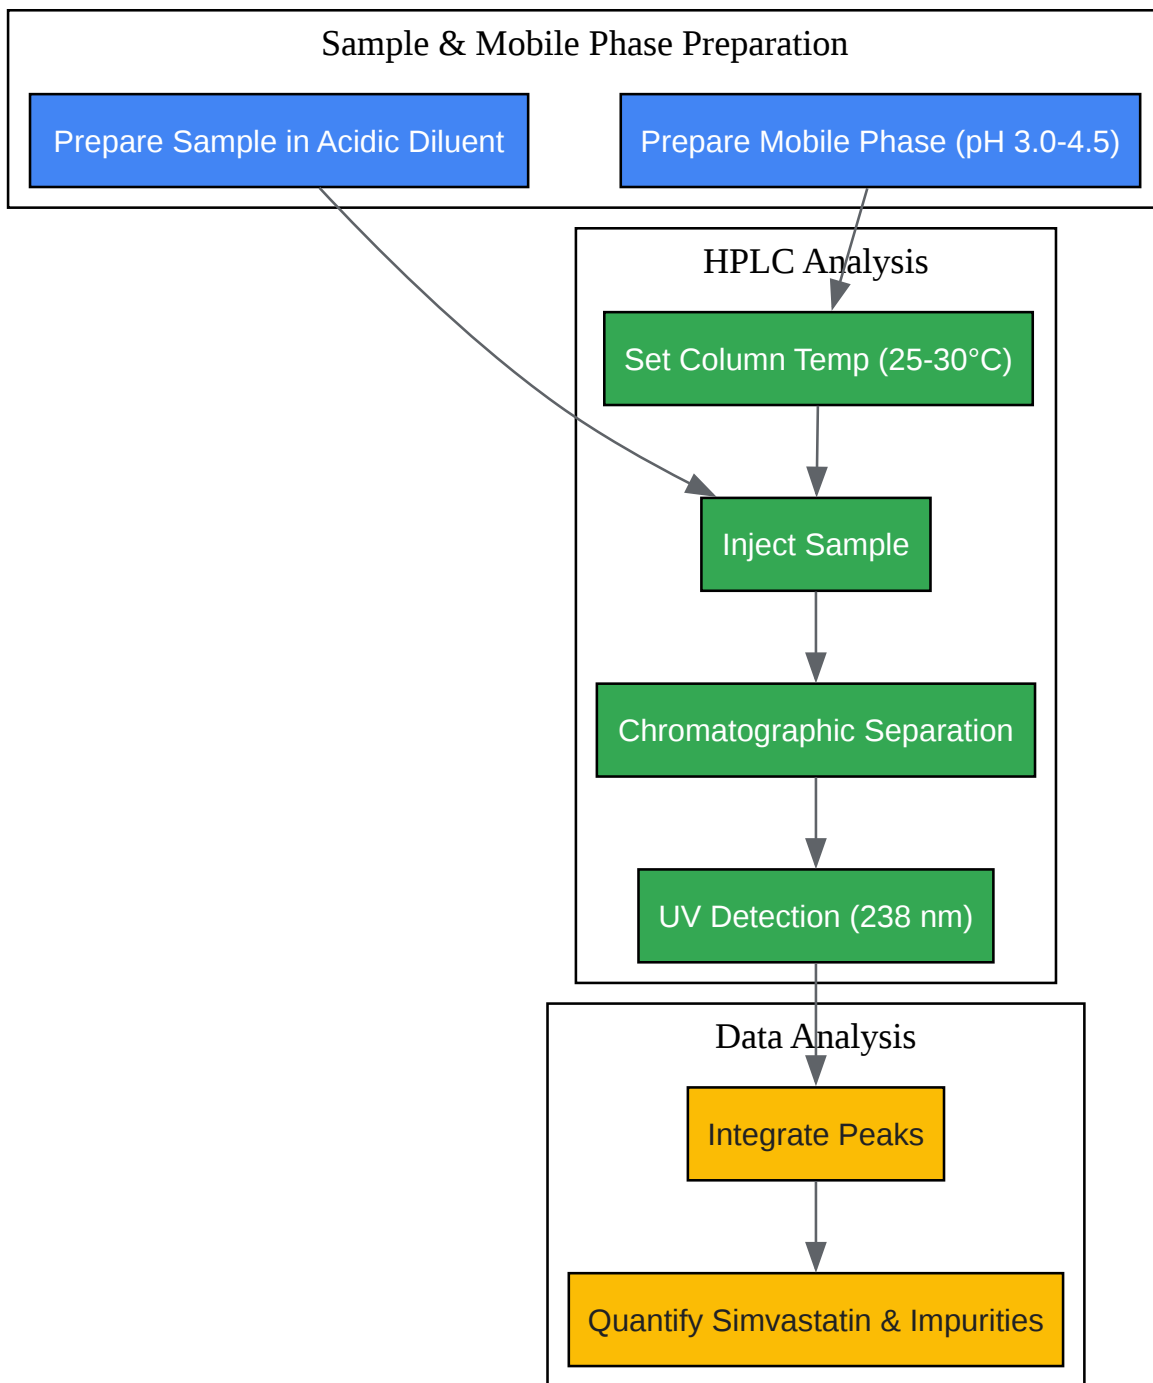 Sample & Mobile Phase Preparation
Prepare Sample in Acidic Diluent
Prepare Mobile Phase (pH 3.0-4.5)
HPLC Analysis
Set Column Temp (25-30°C)
Inject Sample
Chromatographic Separation
UV Detection (238 nm)
Data Analysis
Integrate Peaks
Quantify Simvastatin & Impurities